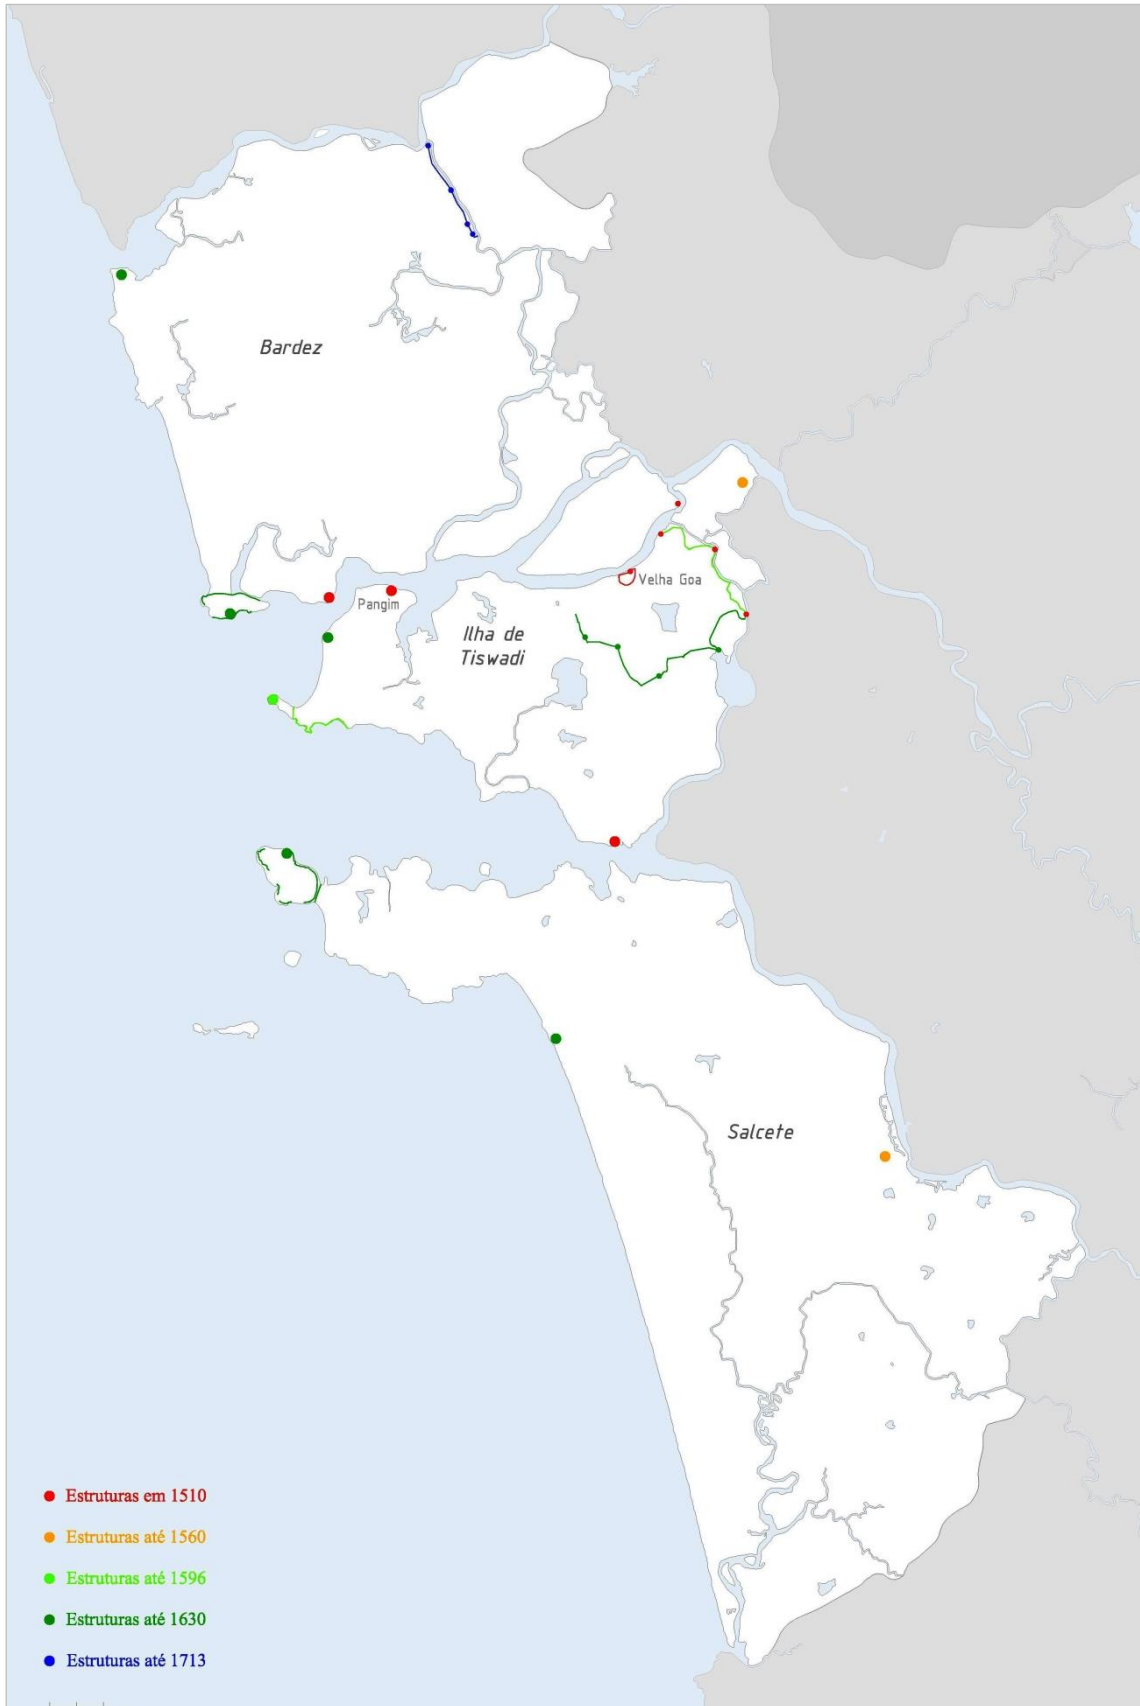 Bardez
Velha Goa
Pangim
Ilha de
Tiswadi
Salcete
Estruturas em 1510
Estruturas até 1560
Estruturas até 1596
Estruturas até 1630
Estruturas até 1713